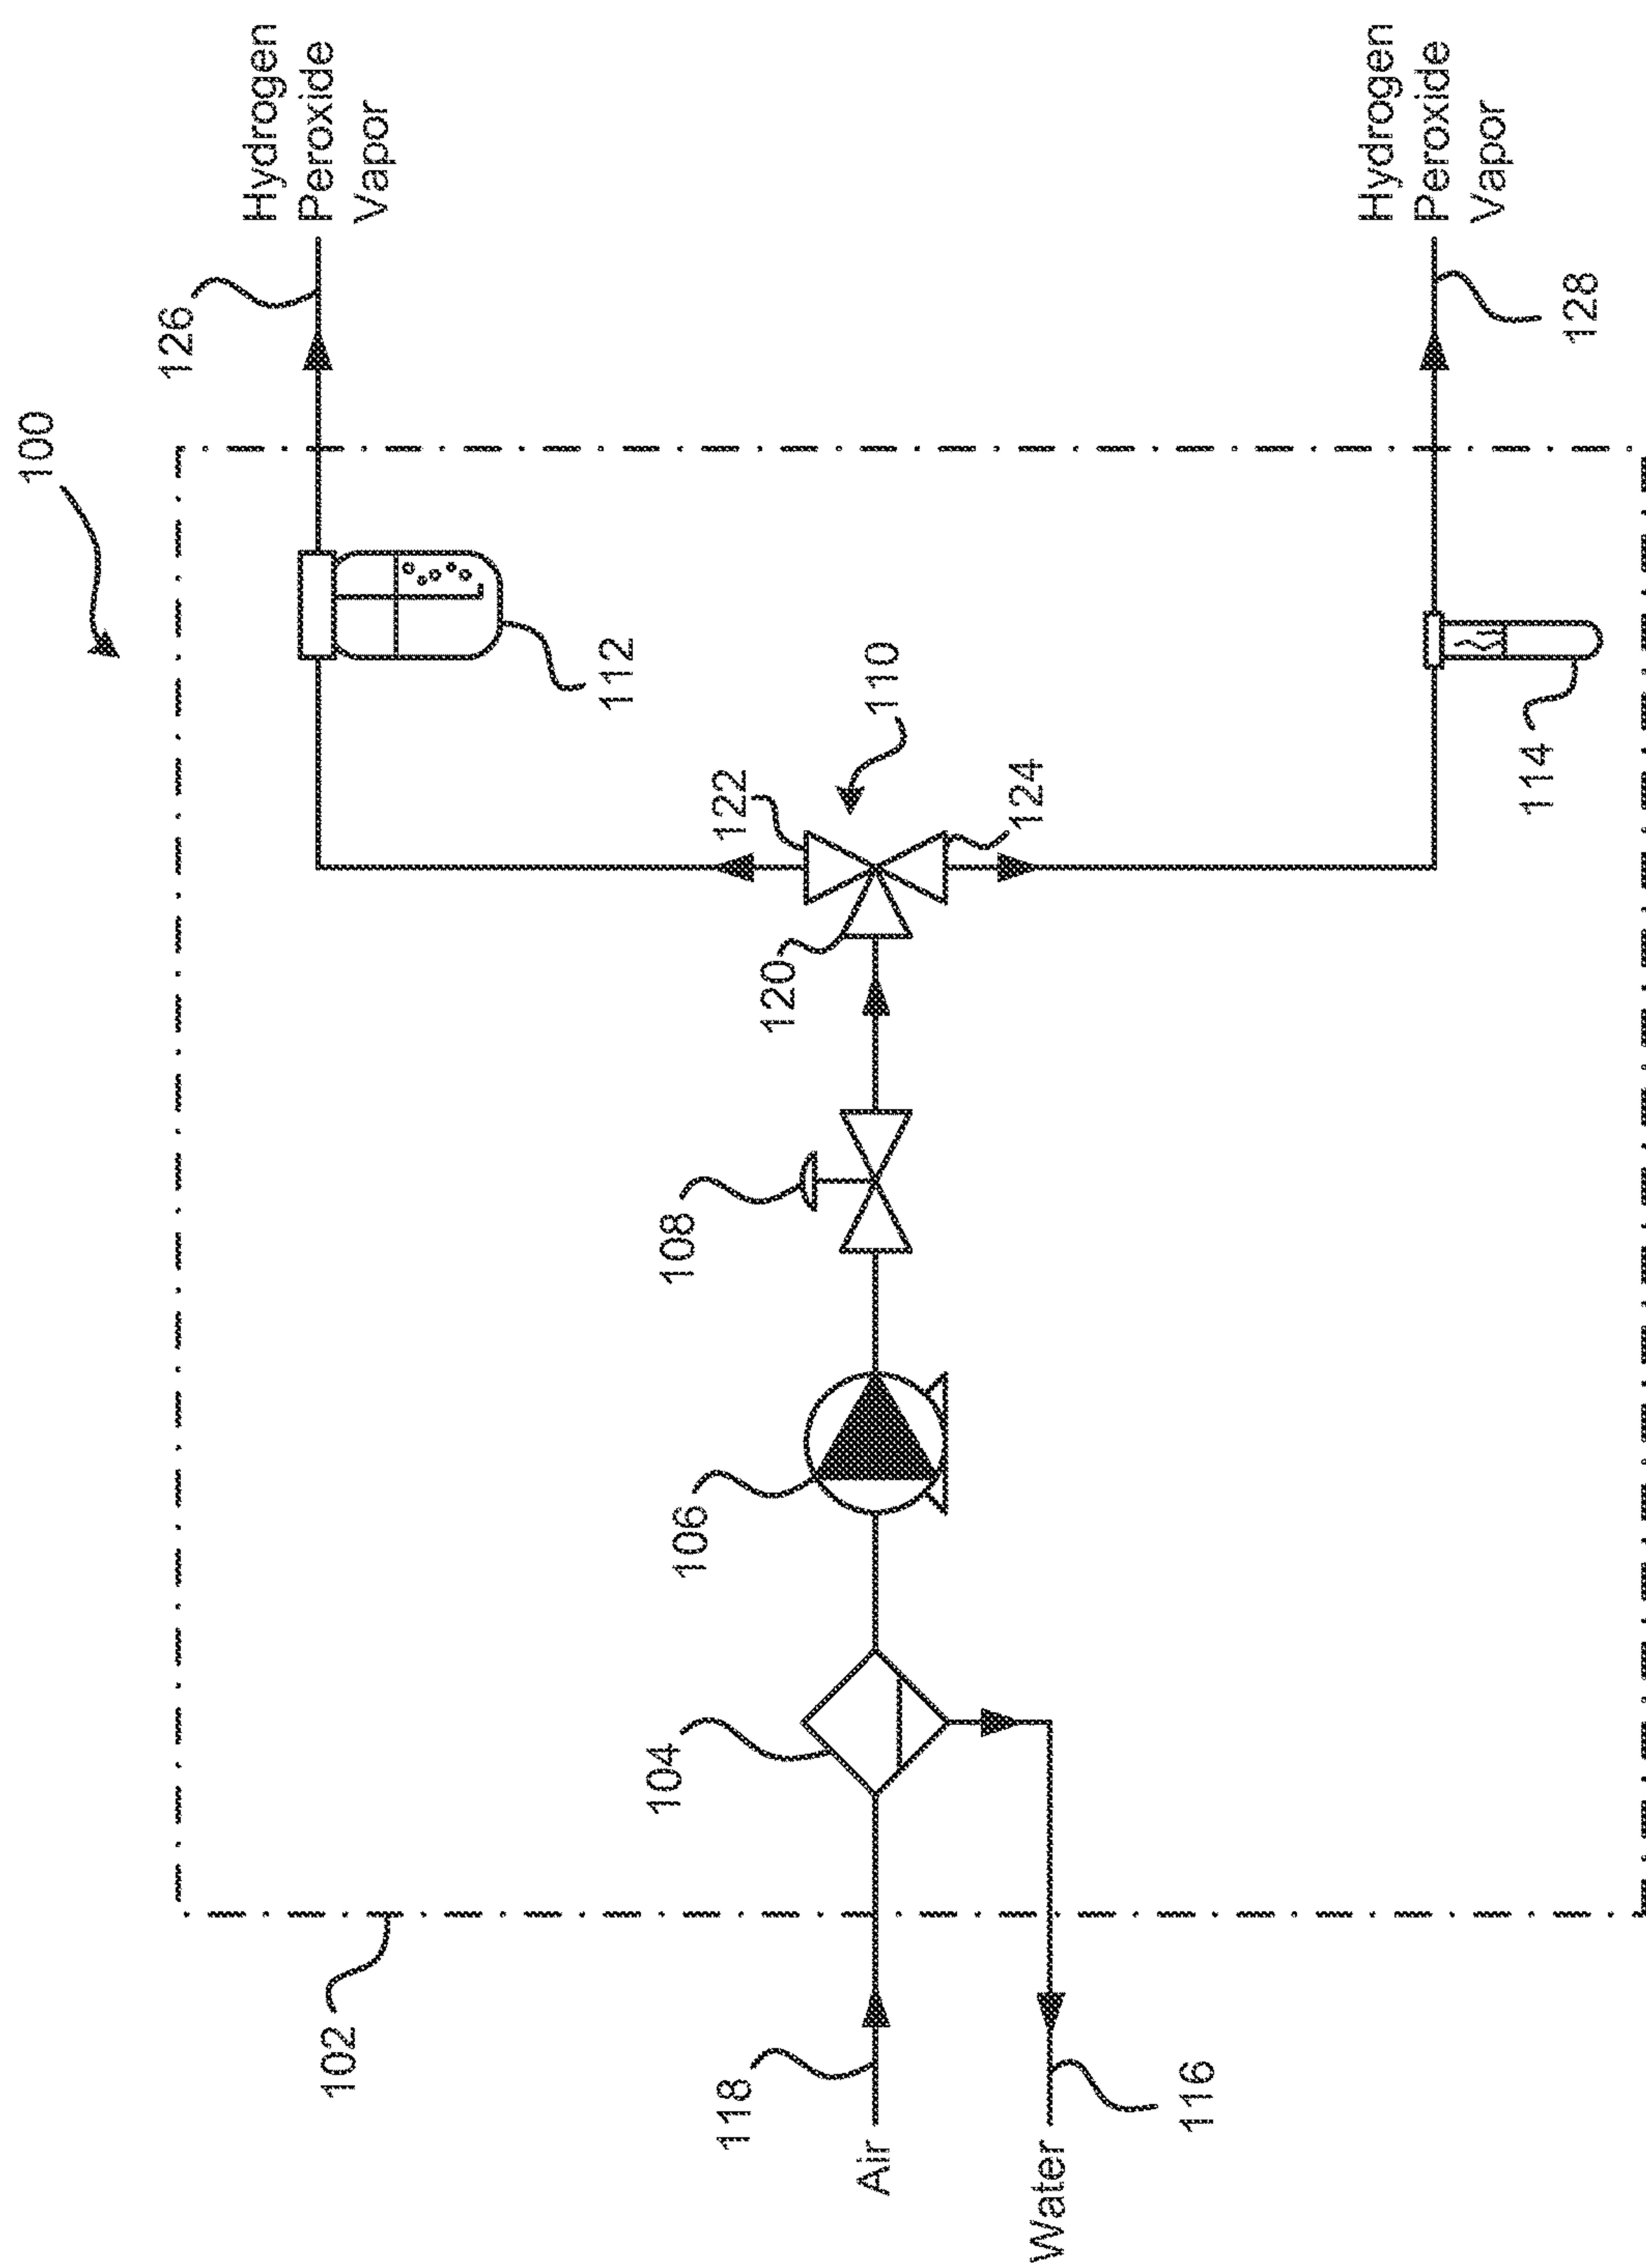 100
126
Hydrogen
Peroxide
Vapor
102
112
122
110
120
124
108
106
104
118
Air
Water
116
114
128
Hydrogen
Peroxide
Vapor